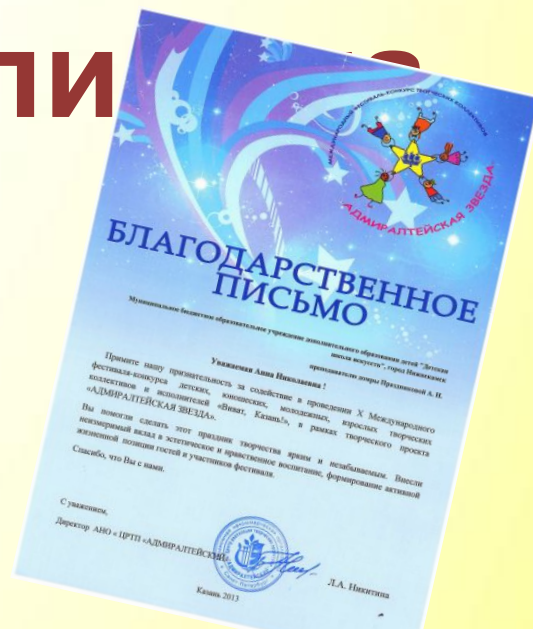 ПИ
МЕЖДУНАРОДНЫЙ ФЕСТИВАЛЬ-КОНКУРС ТВОРЧЕСКИХ КОЛЛЕКТИВОВ
АДМИРАЛТЕЙСКАЯ ЗВЕЗДА
БЛАГОДАРСТВЕННОЕ
ПИСЬМО
Муниципальное бюджетное образовательное учреждение дополнительного образования детей "Детская
школа искусств", город Нижнекамск
преподавателю домры Праздниковой А. Н.
Уважаемая Анна Николаевна !
Примите нашу признательность за содействие в проведении X Международного
фестиваля-конкурса детских, юношеских, молодежных, взрослых творческих
коллективов и исполнителей «Виват, Казань!», в рамках творческого проекта
«АДМИРАЛТЕЙСКАЯ ЗВЕЗДА».
Вы помогли сделать этот праздник творчества ярким и незабываемым. Внесли
неизмеримый вклад в эстетическое и нравственное воспитание, формирование активной
жизненной позиции гостей и участников фестиваля.
Спасибо, что Вы с нами.
С уважением,
Директор АНО « ЦРТП «АДМИРАЛТЕЙСКИЙ»
Л.А. Никитина
Казань 2013